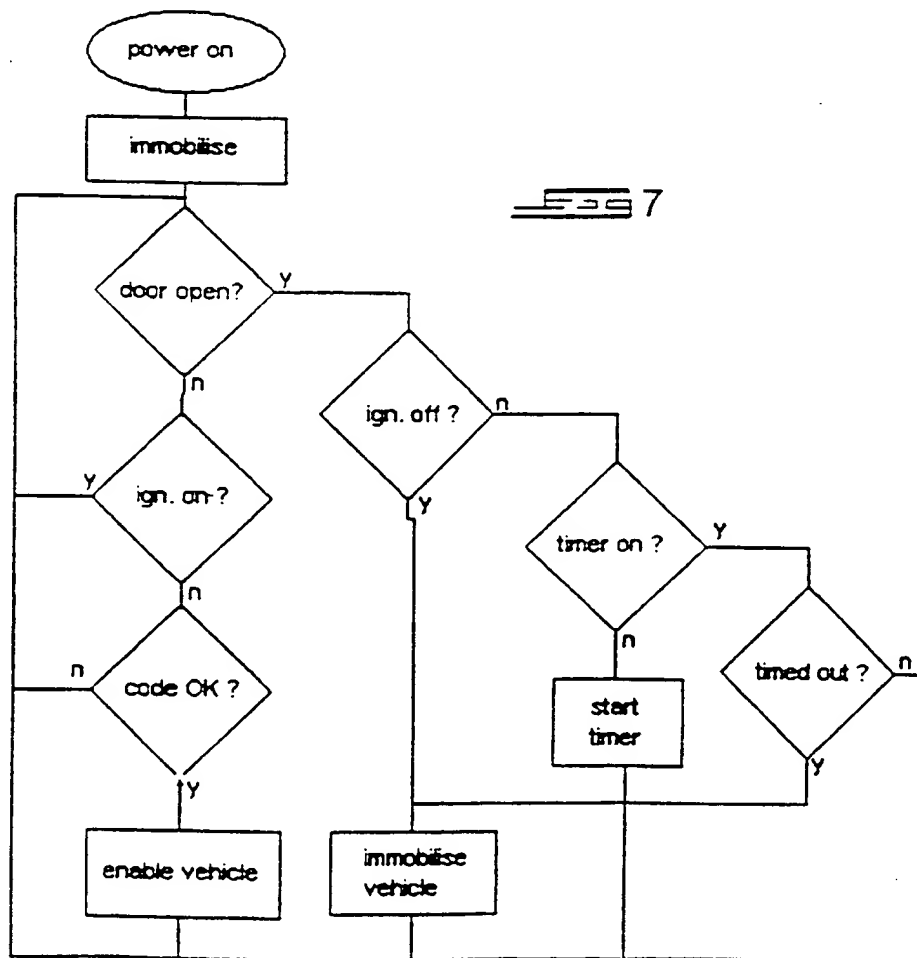 power on
immobilise
Fig 7
door open?
y
n
ign. off ?
n
y
ign. on ?
y
n
timer on ?
y
n
code OK ?
n
y
timed out ?
n
y
start
timer
enable vehicle
immobilise
vehicle